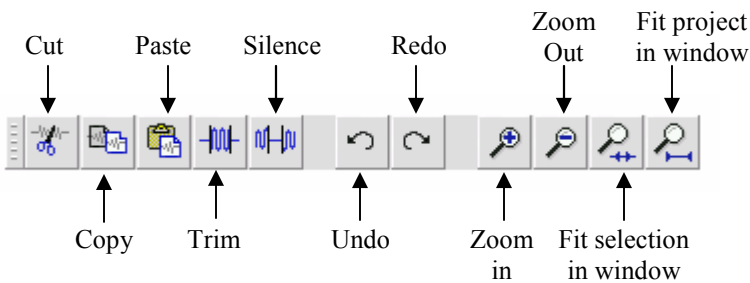 Cut
Paste
Silence
Redo
Zoom
Out
Fit project
in window
Copy
Trim
Undo
Zoom
in
Fit selection
in window